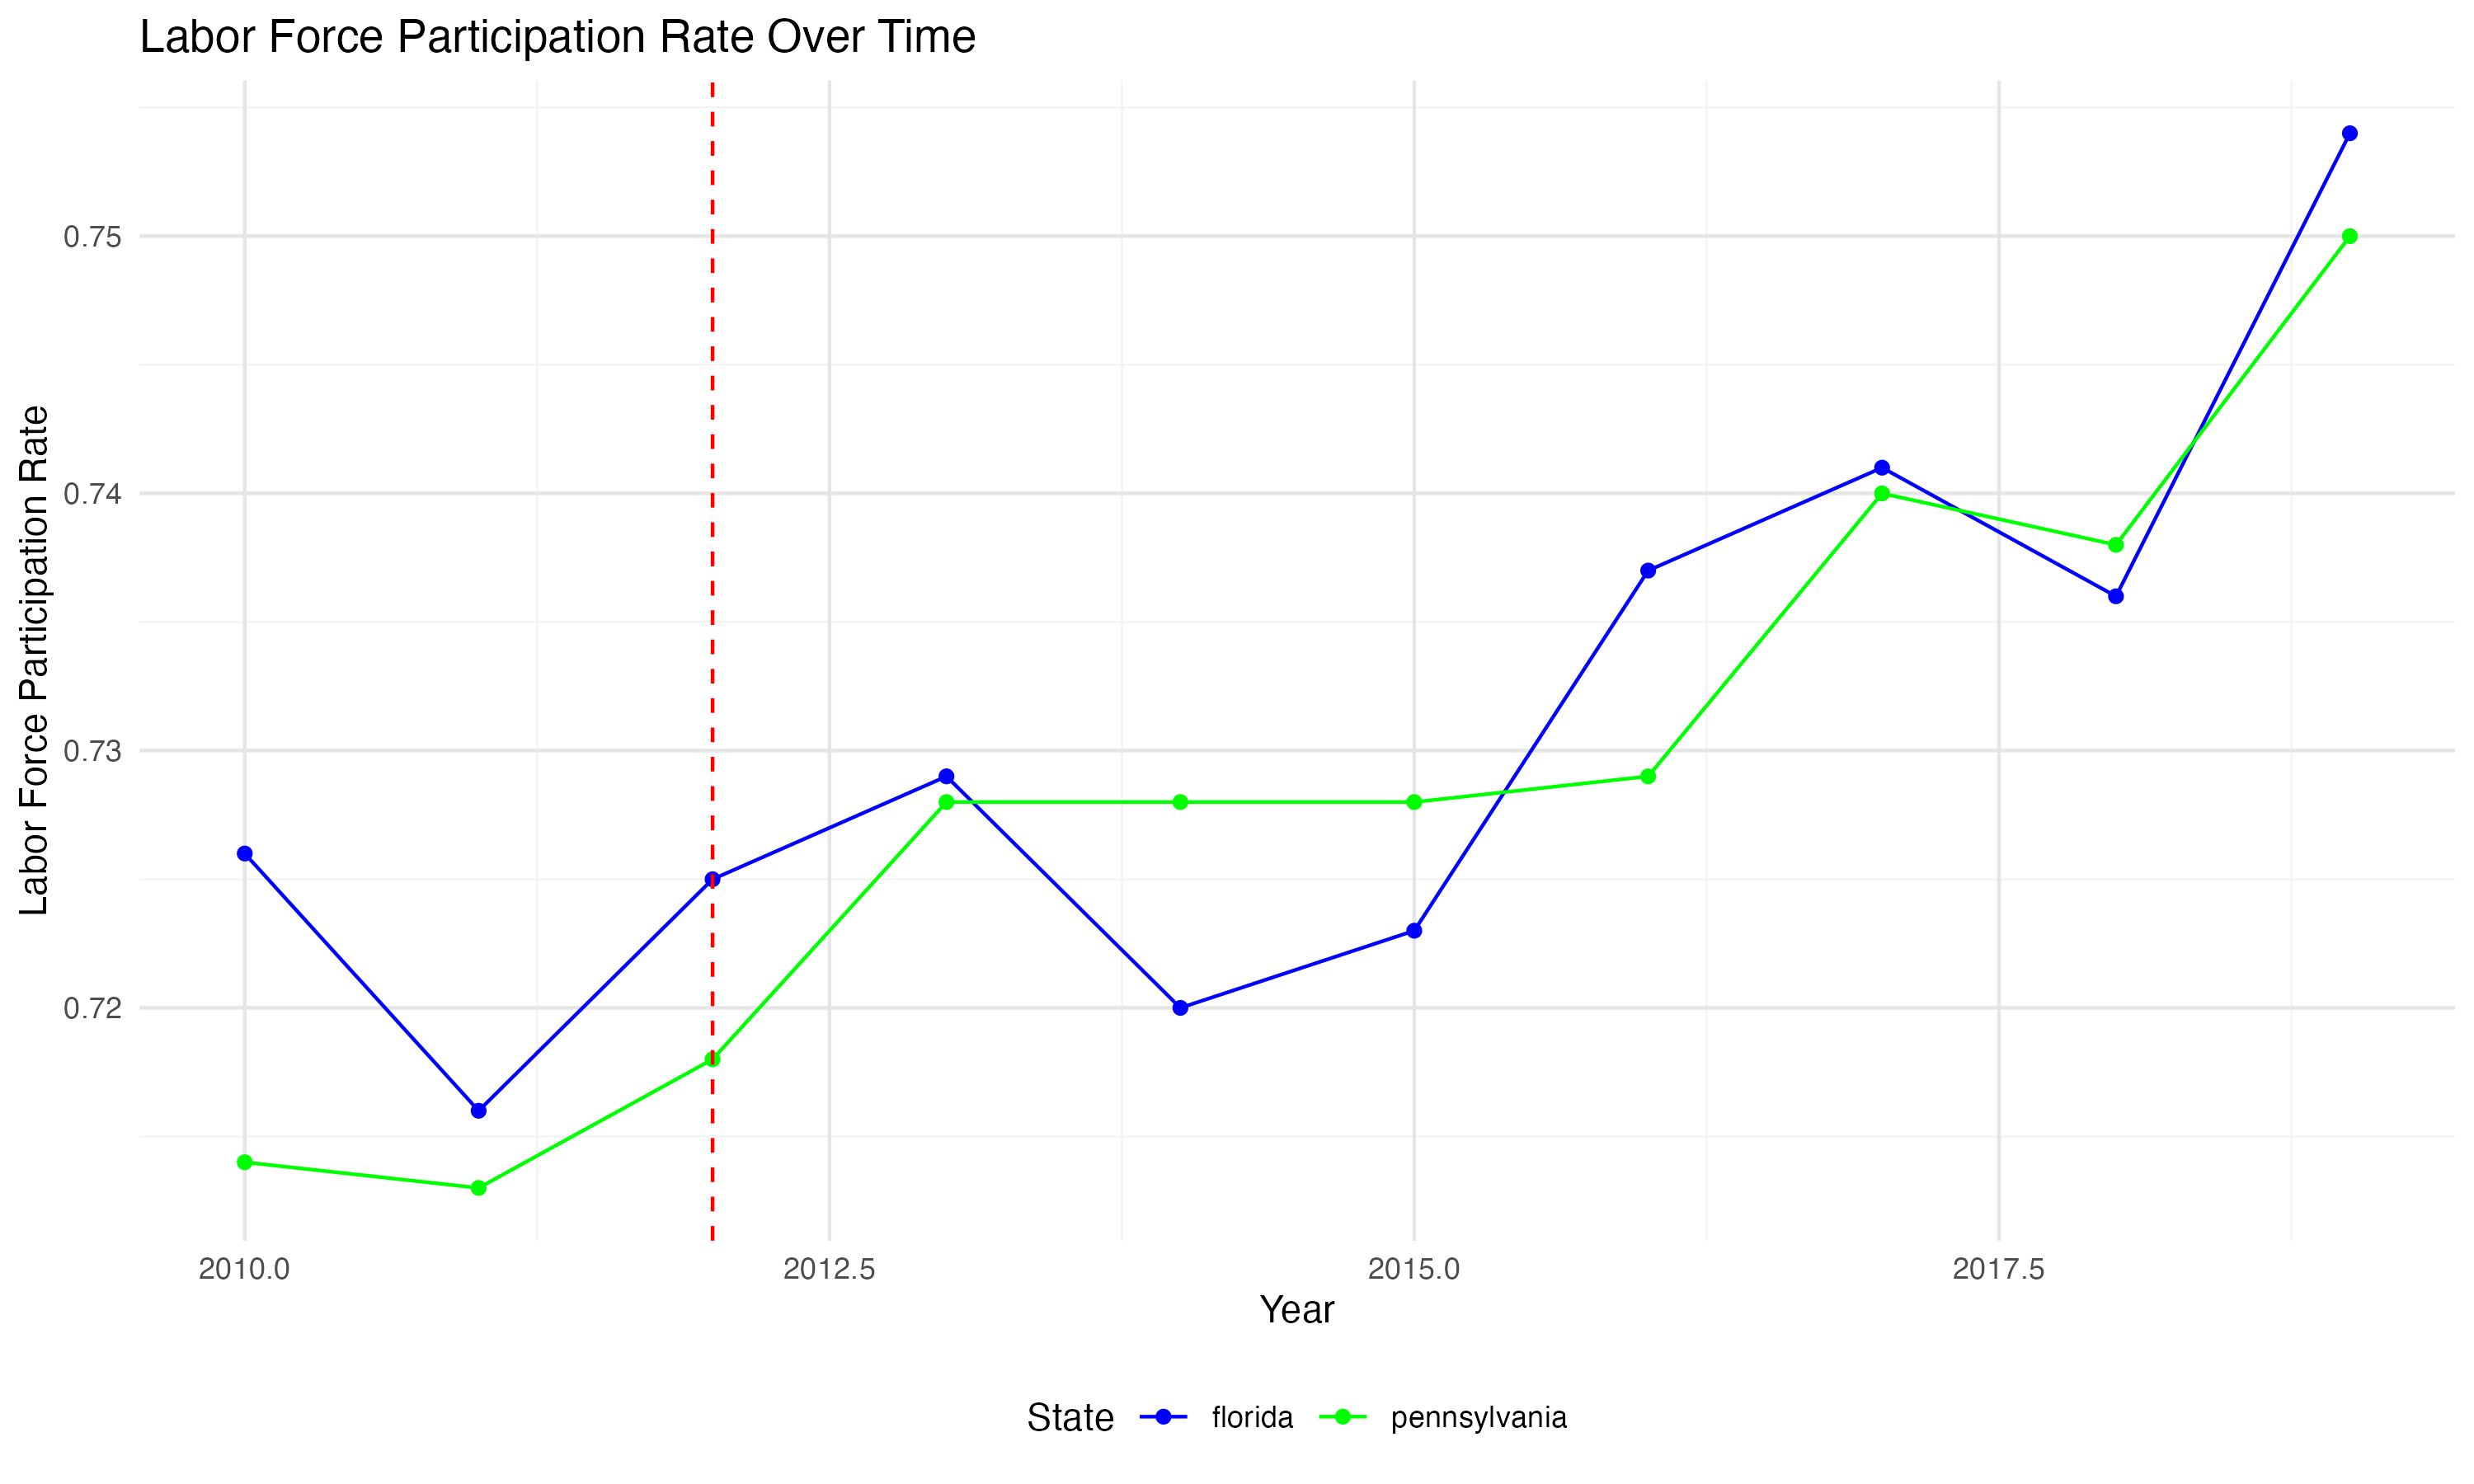 Labor Force Participation Rate Over Time
Labor Force Participation Rate
0.75
0.74
0.73
0.72
2010.0 2012.5 2015.0 2017.5
Year
State florida pennsylvania